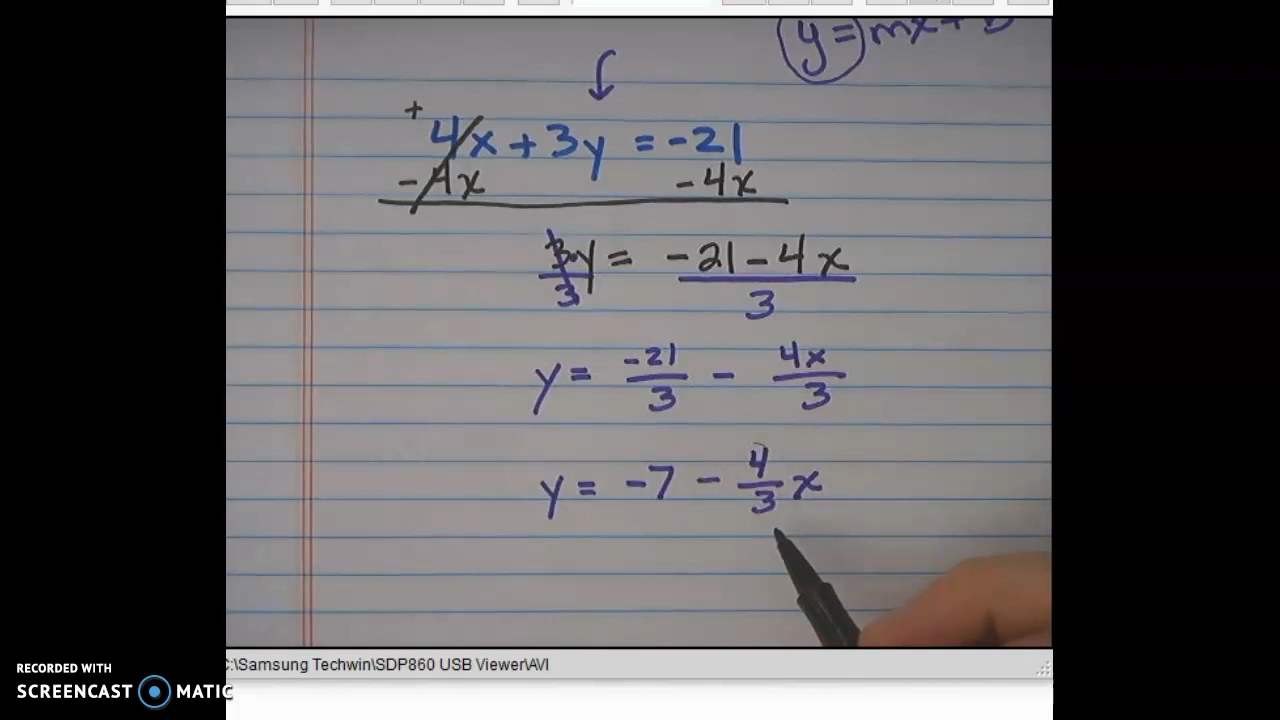 y = mx + b
+
4x + 3y = -21
-4x -4x
3·y = -21 - 4x
3 3
y = -21 - 4x
3 3
y = -7 - 4/3 x
C:\Samsung Techwin\SDP860 USB Viewer\AVI
RECORDED WITH
SCREENCAST MATIC